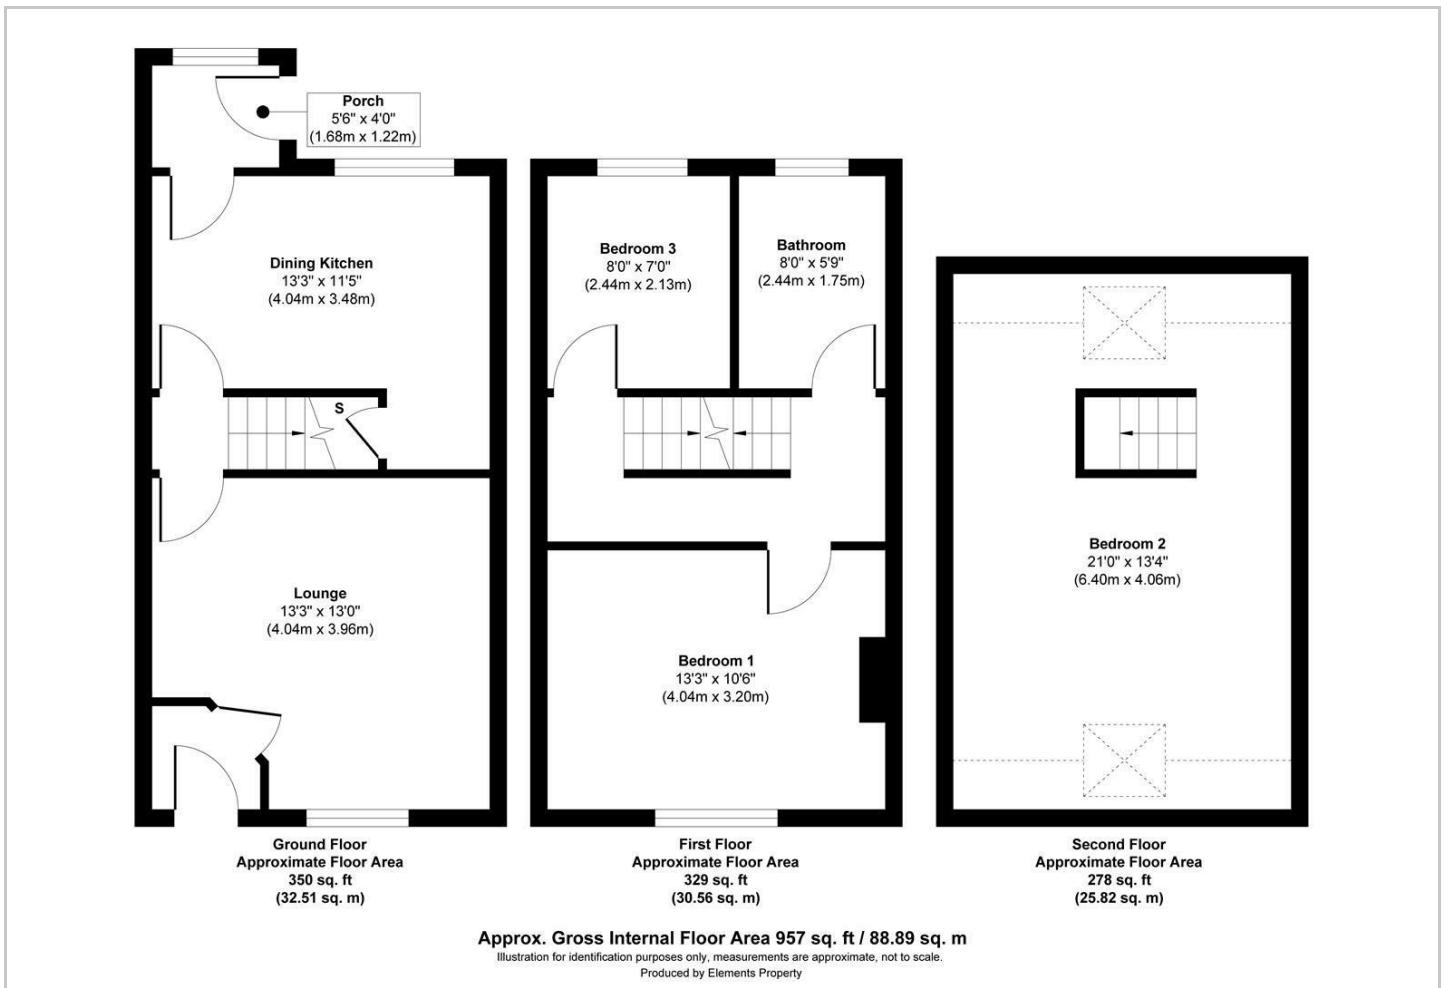 Porch
5'6" x 4'0"
(1.68m x 1.22m)
Dining Kitchen
13'3" x 11'5"
(4.04m x 3.48m)
S
Lounge
13'3" x 13'0"
(4.04m x 3.96m)
Ground Floor
Approximate Floor Area
350 sq. ft
(32.51 sq. m)
Bedroom 3
8'0" x 7'0"
(2.44m x 2.13m)
Bathroom
8'0" x 5'9"
(2.44m x 1.75m)
Bedroom 1
13'3" x 10'6"
(4.04m x 3.20m)
First Floor
Approximate Floor Area
329 sq. ft
(30.56 sq. m)
Bedroom 2
21'0" x 13'4"
(6.40m x 4.06m)
Second Floor
Approximate Floor Area
278 sq. ft
(25.82 sq. m)
Approx. Gross Internal Floor Area 957 sq. ft / 88.89 sq. m
Illustration for identification purposes only, measurements are approximate, not to scale.
Produced by Elements Property